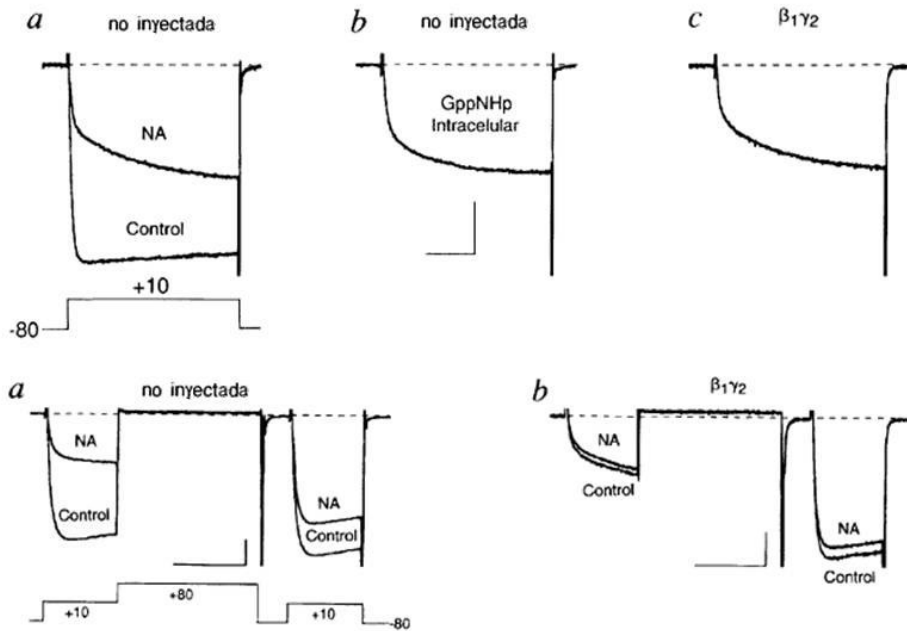 a
no inyectada
b
no inyectada
c
β₁γ₂
NA
GppNHp
Intracelular
Control
+10
-80
a
no inyectada
b
β₁γ₂
NA
Control
NA
Control
NA
Control
NA
Control
+10
+80
+10
-80